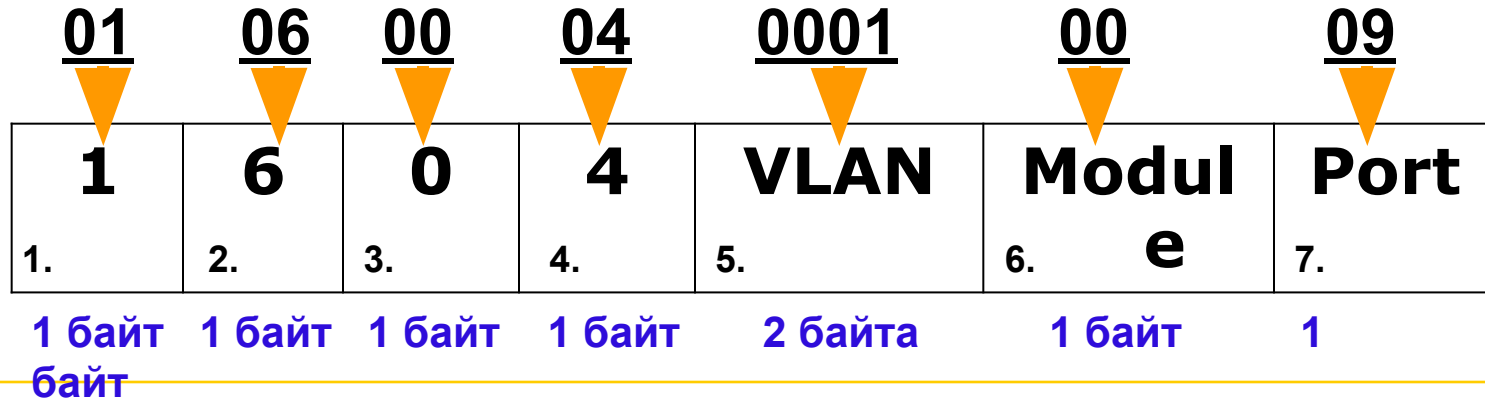 01 06 00 04 0001 00 09
1 6 0 4 VLAN Modul Port
1. 2. 3. 4. 5. 6. e 7.
1 байт 1 байт 1 байт 1 байт 2 байта 1 байт 1
байт